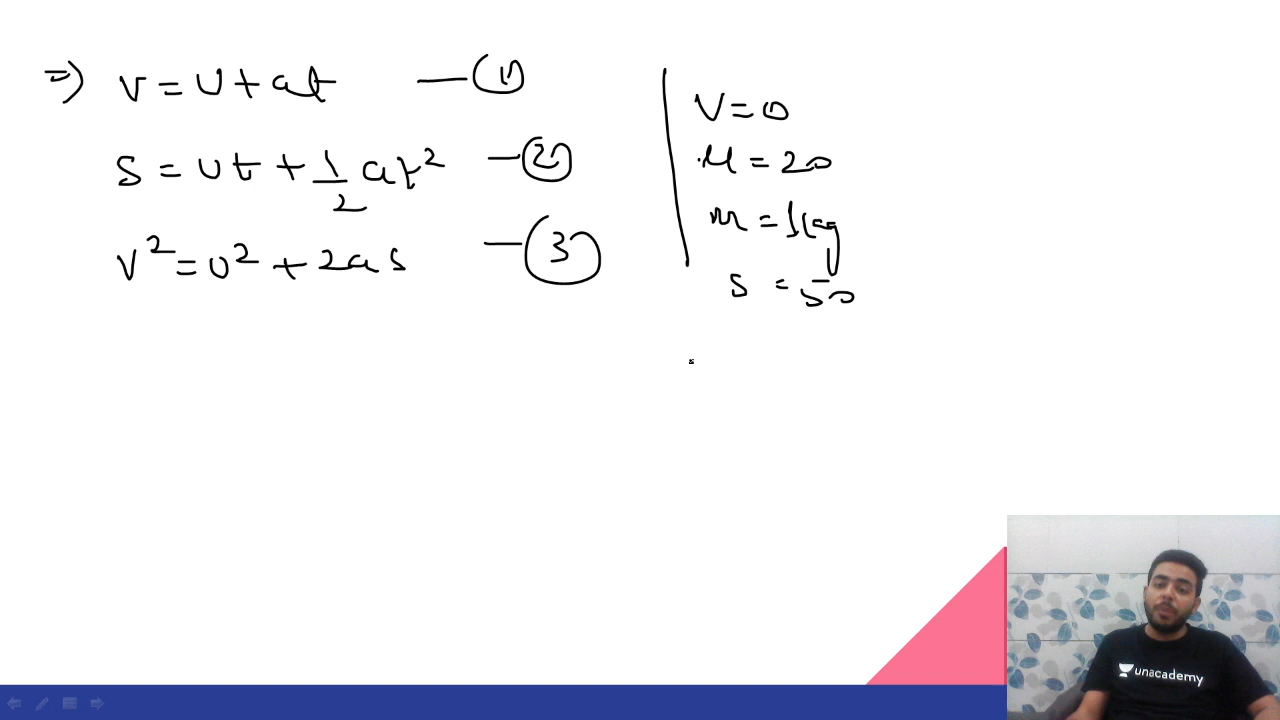 =) v = u + at —(1)
s = ut + 1/2 at² —(2)
v² = u² + 2as —(3)
V = 0
u = 20
m = 1kg
s = 50
unacademy